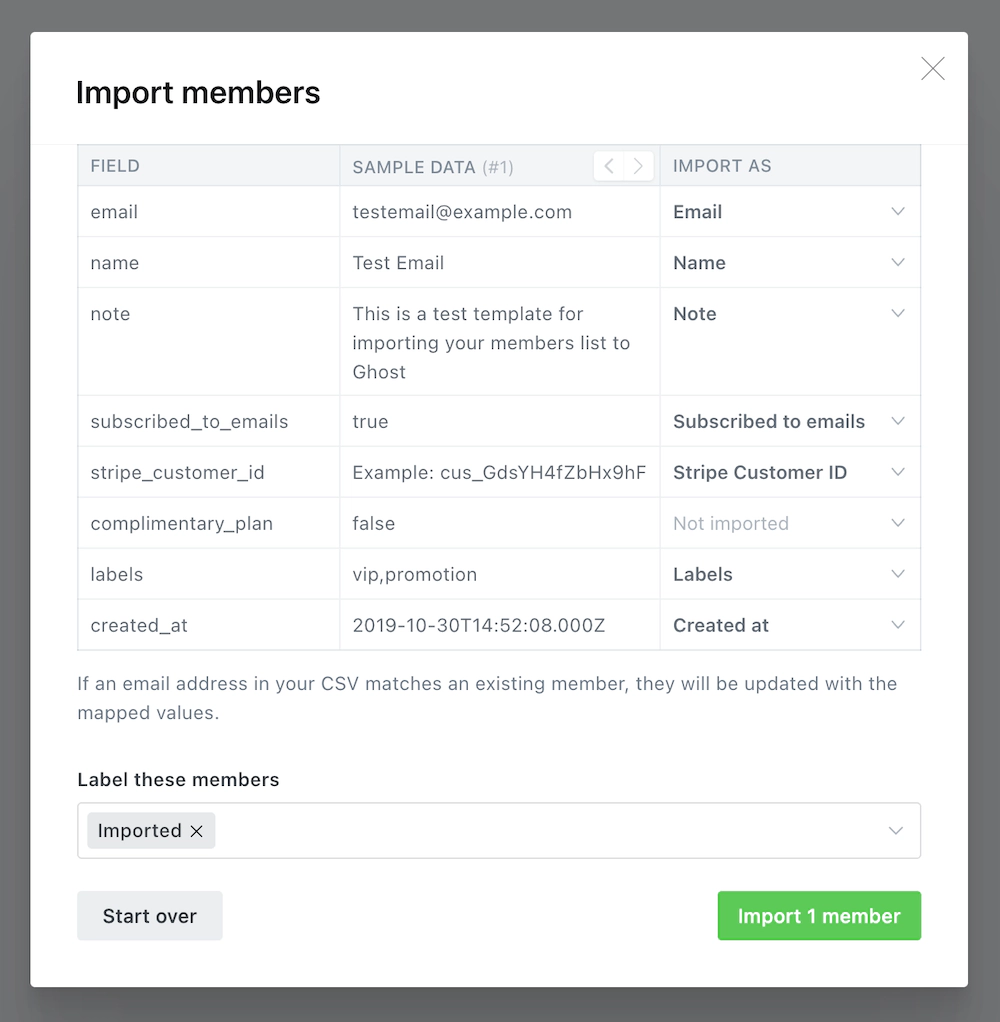 Import members
FIELD SAMPLE DATA (#1) IMPORT AS
email testemail@example.com Email
name Test Email Name
note This is a test template for Note
importing your members list to
Ghost
subscribed_to_emails true Subscribed to emails
stripe_customer_id Example: cus_GdsYH4fZbHx9hF Stripe Customer ID
complimentary_plan false Not imported
labels vip,promotion Labels
created_at 2019-10-30T14:52:08.000Z Created at
If an email address in your CSV matches an existing member, they will be updated with the
mapped values.
Label these members
Imported
Start over Import 1 member